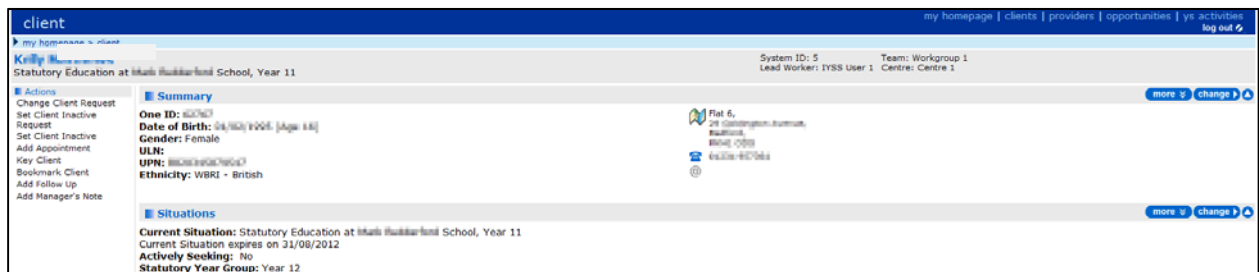 client
my homepage | clients | providers | opportunities | ys activities
log out
my homepage > client
System ID: 5 Team: Workgroup 1
Statutory Education at School, Year 11
Lead Worker: IYSS User 1 Centre: Centre 1
Actions
Change Client Request
Set Client Inactive
Request
Set Client Inactive
Add Appointment
Key Client
Bookmark Client
Add Follow Up
Add Manager's Note
Summary
more change
One ID:
Date of Birth:
Gender: Female
ULN:
UPN:
Ethnicity: WBRI - British
Flat 6,
@
Situations
more change
Current Situation: Statutory Education at School, Year 11
Current Situation expires on 31/08/2012
Actively Seeking: No
Statutory Year Group: Year 12